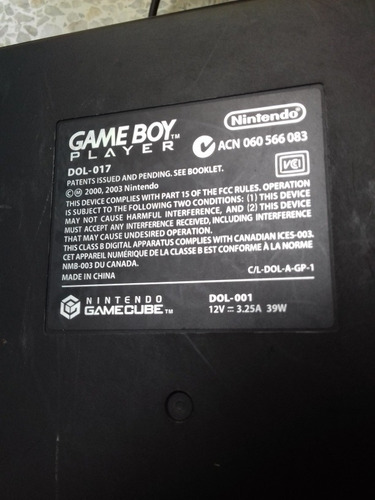 GAME BOY™
PLAYER
Nintendo®
DOL-017
ACN 060 566 083
PATENTS ISSUED AND PENDING. SEE BOOKLET.
©Ⓜ 2000, 2003 Nintendo
VCI
THIS DEVICE COMPLIES WITH PART 15 OF THE FCC RULES. OPERATION
IS SUBJECT TO THE FOLLOWING TWO CONDITIONS: (1) THIS DEVICE
MAY NOT CAUSE HARMFUL INTERFERENCE, AND (2) THIS DEVICE
MUST ACCEPT ANY INTERFERENCE RECEIVED, INCLUDING INTERFERENCE
THAT MAY CAUSE UNDESIRED OPERATION.
THIS CLASS B DIGITAL APPARATUS COMPLIES WITH CANADIAN ICES-003.
CET APPAREIL NUMÉRIQUE DE LA CLASSE B EST CONFORME À LA NORME
NMB-003 DU CANADA.
MADE IN CHINA
C/L-DOL-A-GP-1
NINTENDO
GAMECUBE™
DOL-001
12V ⎓ 3.25A 39W